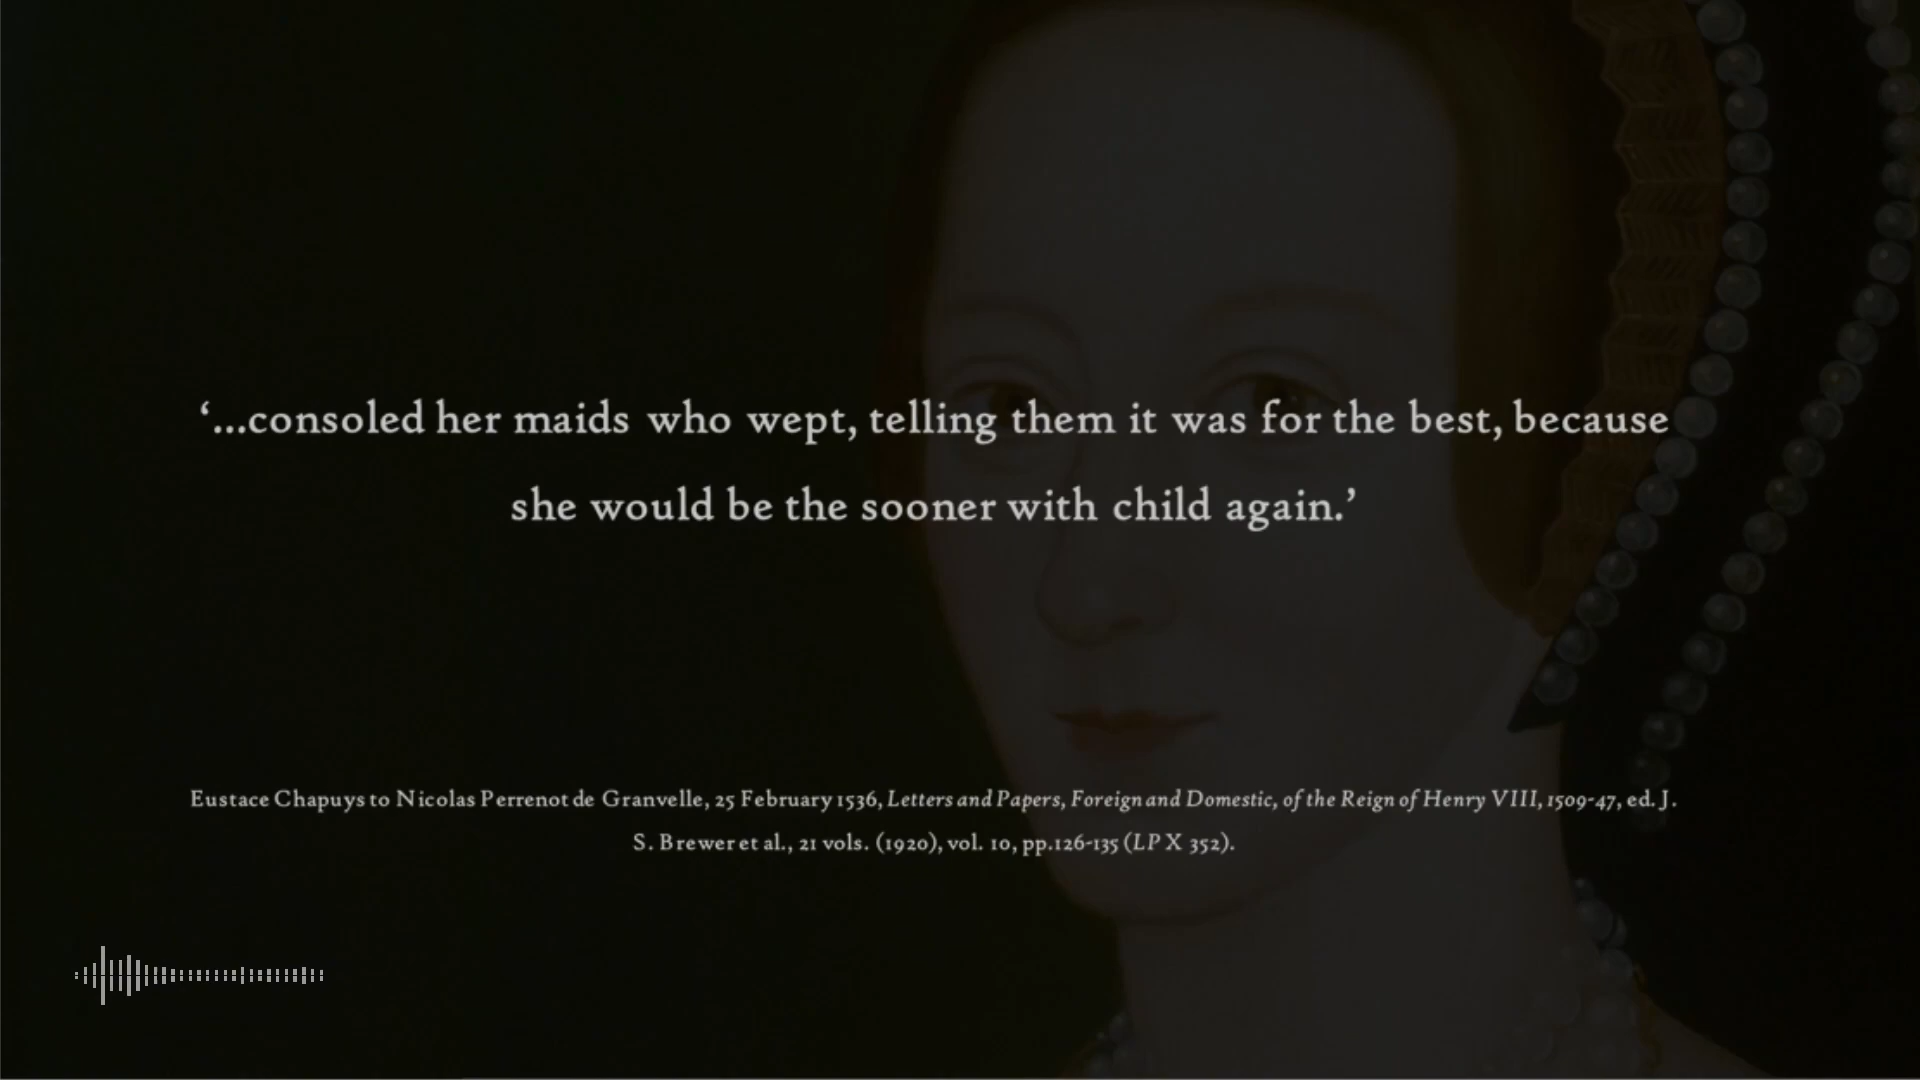 ‘...consoled her maids who wept, telling them it was for the best, because
she would be the sooner with child again.’
Eustace Chapuys to Nicolas Perrenot de Granvelle, 25 February 1536, Letters and Papers, Foreign and Domestic, of the Reign of Henry VIII, 1509-47, ed. J.
S. Brewer et al., 21 vols. (1920), vol. 10, pp.126-135 (LP X 352).